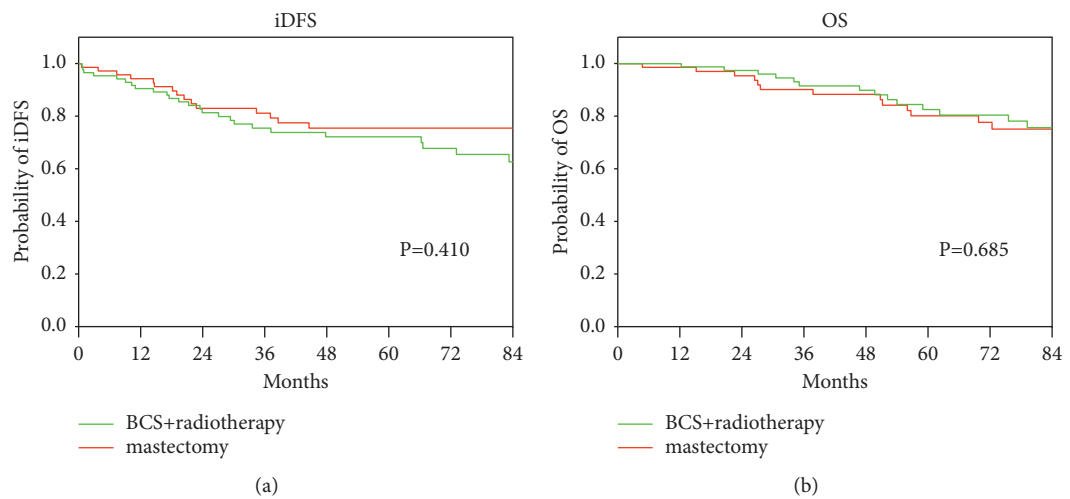 iDFS
Probability of iDFS
1.0
0.8
0.6
0.4
0.2
0.0
P=0.410
0 12 24 36 48 60 72 84
Months
BCS+radiotherapy
mastectomy
(a)
OS
Probability of OS
1.0
0.8
0.6
0.4
0.2
0.0
P=0.685
0 12 24 36 48 60 72 84
Months
BCS+radiotherapy
mastectomy
(b)